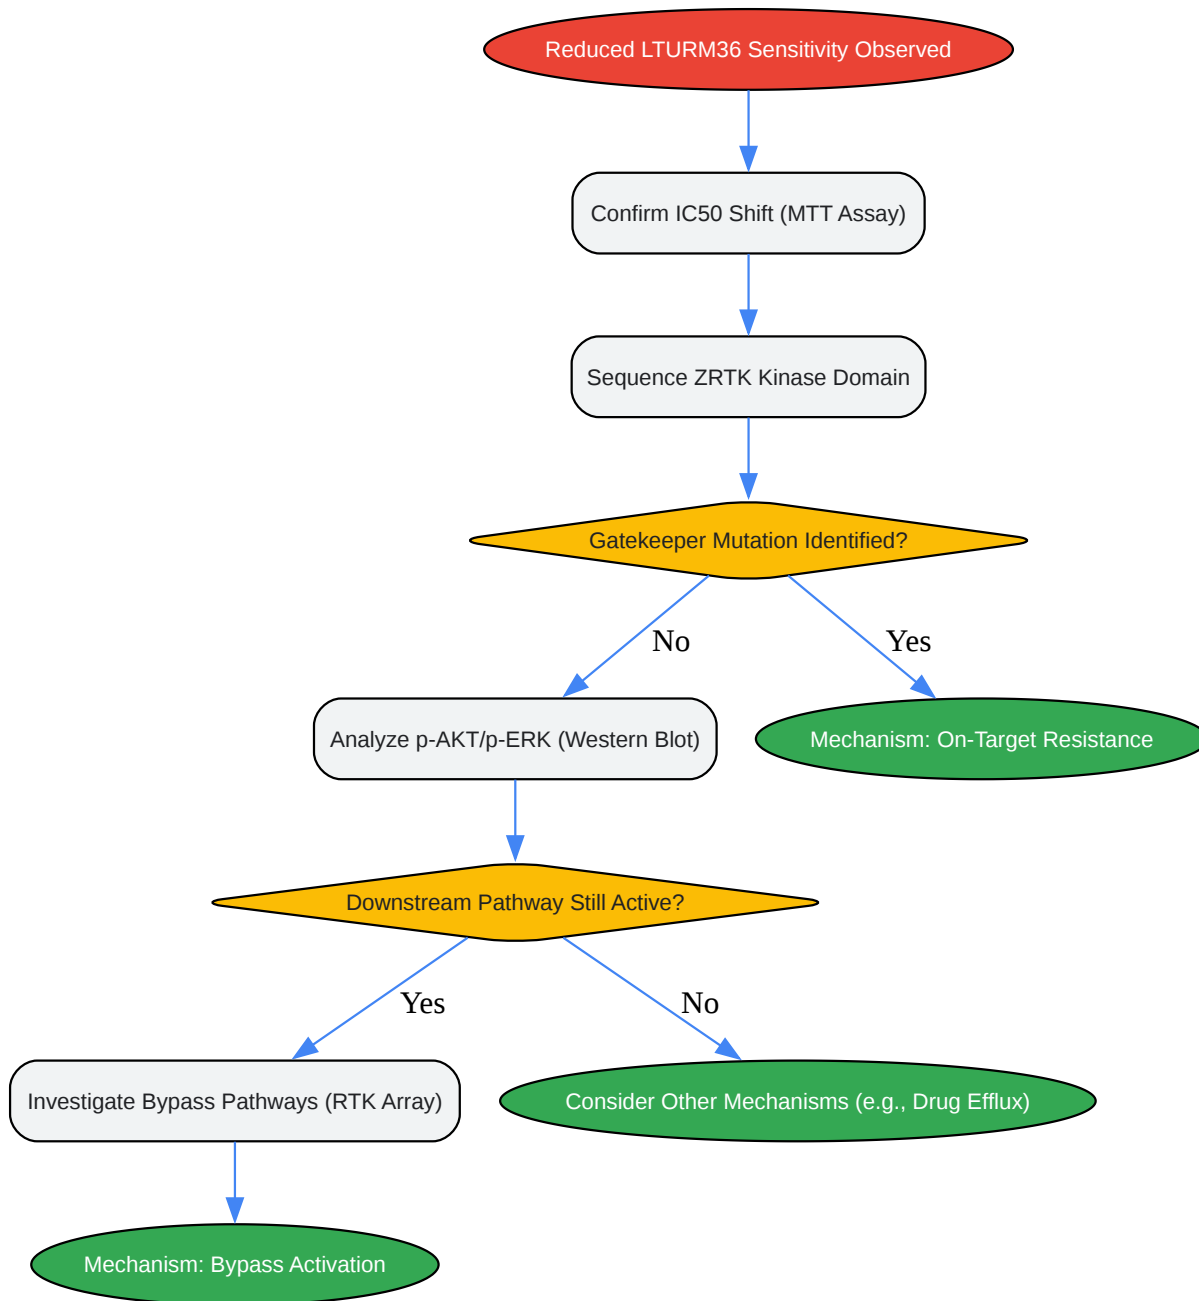 Reduced LTURM36 Sensitivity Observed
Confirm IC50 Shift (MTT Assay)
Sequence ZRTK Kinase Domain
Gatekeeper Mutation Identified?
No
Yes
Analyze p-AKT/p-ERK (Western Blot)
Mechanism: On-Target Resistance
Downstream Pathway Still Active?
Yes
No
Investigate Bypass Pathways (RTK Array)
Consider Other Mechanisms (e.g., Drug Efflux)
Mechanism: Bypass Activation